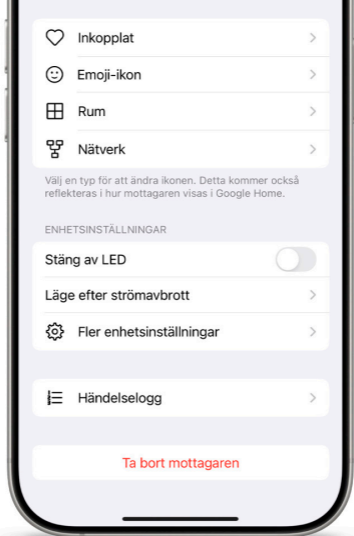 Inkopplat
Emoji-ikon
Rum
Nätverk
Välj en typ för att ändra ikonen. Detta kommer också
reflekteras i hur mottagaren visas i Google Home.
ENHETSINSTÄLLNINGAR
Stäng av LED
Läge efter strömavbrott
Fler enhetsinställningar
Händelselogg
Ta bort mottagaren